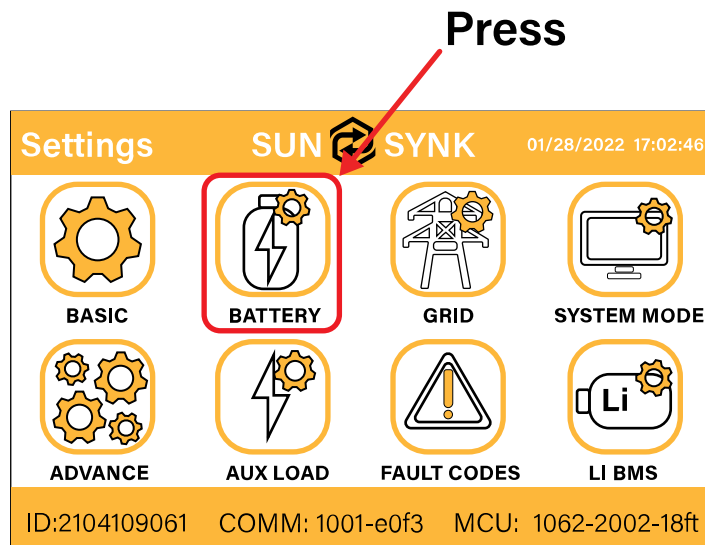 Press
Settings SUN SYNK 01/28/2022 17:02:46
BASIC BATTERY GRID SYSTEM MODE
Li
ADVANCE AUX LOAD FAULT CODES LI BMS
ID:2104109061 COMM: 1001-e0f3 MCU: 1062-2002-18ft